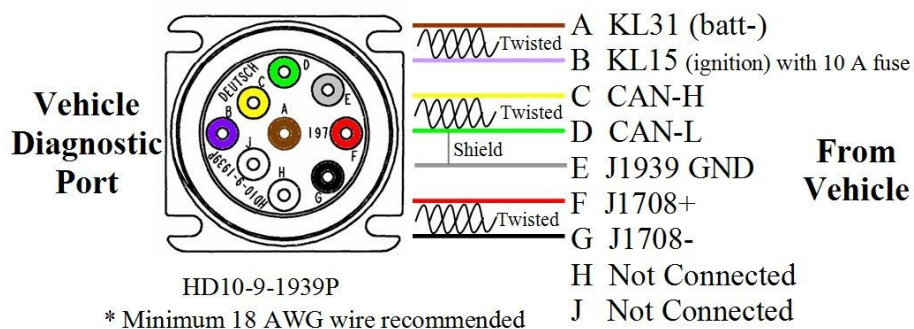 Vehicle
Diagnostic
Port
DEUTSCH
A
B
C
D
E
F
G
H
J
197
HD10-9-1939P
HD10-9-1939P
* Minimum 18 AWG wire recommended
Twisted
Twisted
Shield
Twisted
A KL31 (batt-)
B KL15 (ignition) with 10 A fuse
C CAN-H
D CAN-L
E J1939 GND
F J1708+
G J1708-
H Not Connected
J Not Connected
From
Vehicle